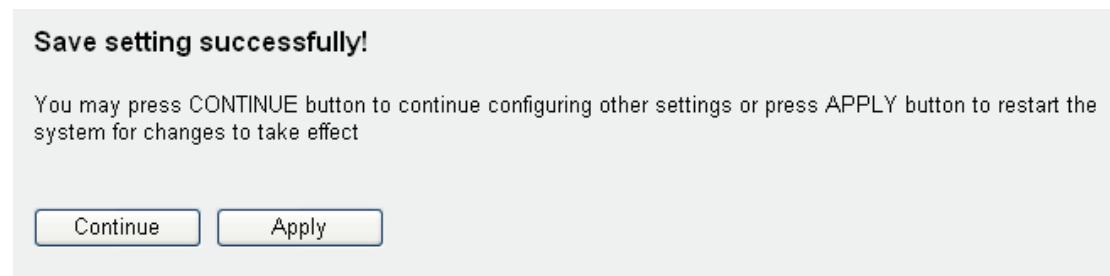 Save setting successfully!
You may press CONTINUE button to continue configuring other settings or press APPLY button to restart the
system for changes to take effect
Continue
Apply